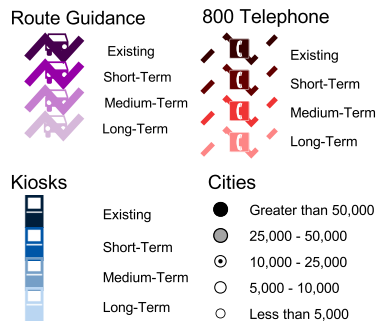 Route Guidance
Existing
Short-Term
Medium-Term
Long-Term
800 Telephone
Existing
Short-Term
Medium-Term
Long-Term
Kiosks
Existing
Short-Term
Medium-Term
Long-Term
Cities
Greater than 50,000
25,000 - 50,000
10,000 - 25,000
5,000 - 10,000
Less than 5,000